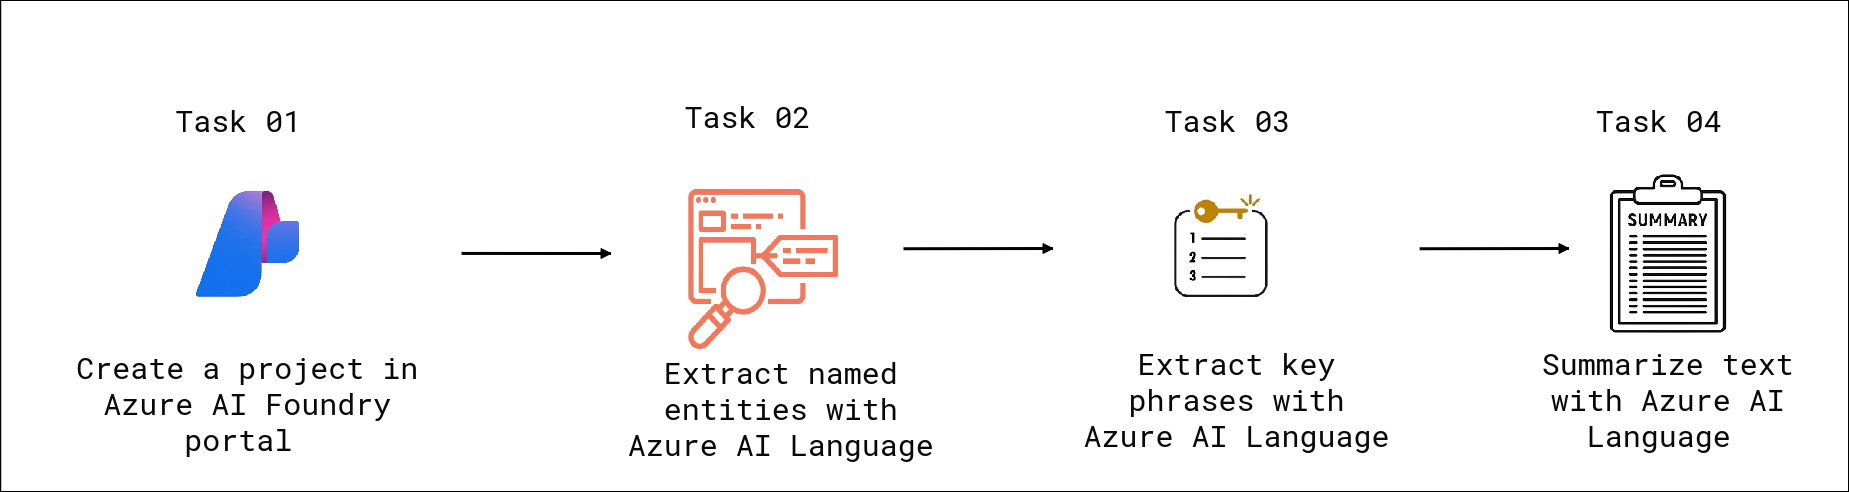 Task 01
Create a project in
Azure AI Foundry
portal
Task 02
Extract named
entities with
Azure AI Language
Task 03
1
2
3
Extract key
phrases with
Azure AI Language
Task 04
SUMMARY
Summarize text
with Azure AI
Language